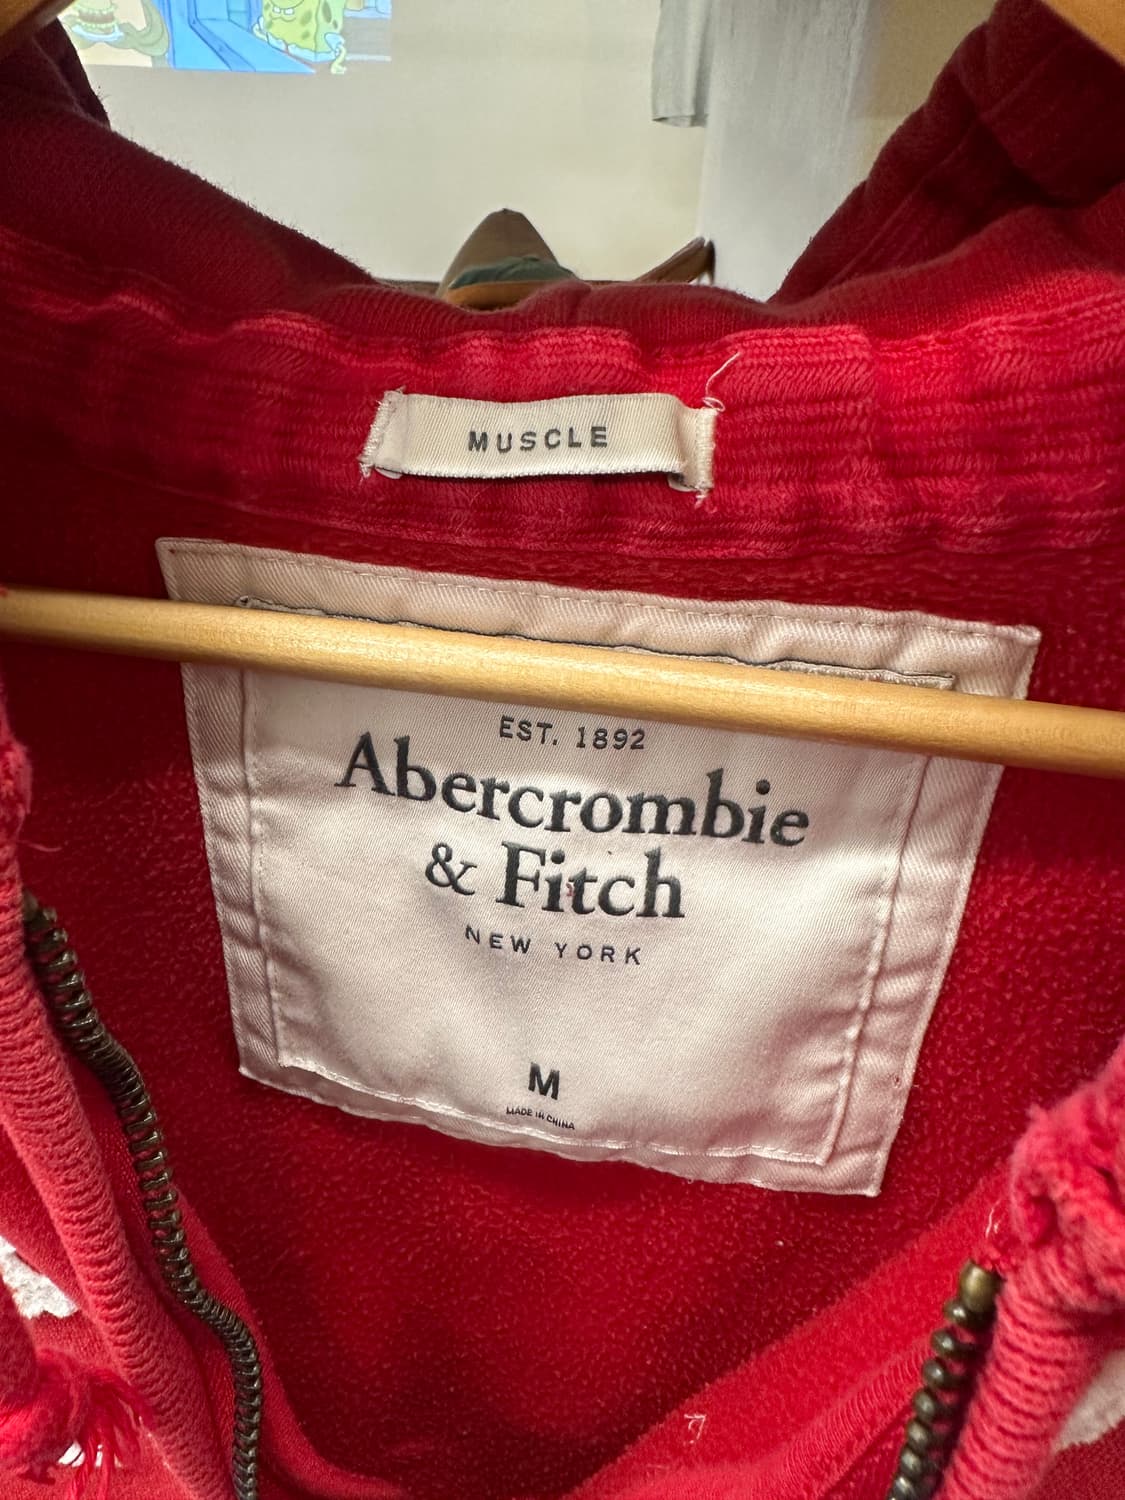 MUSCLE
EST. 1892
Abercrombie
& Fitch
NEW YORK
M
MADE IN CHINA